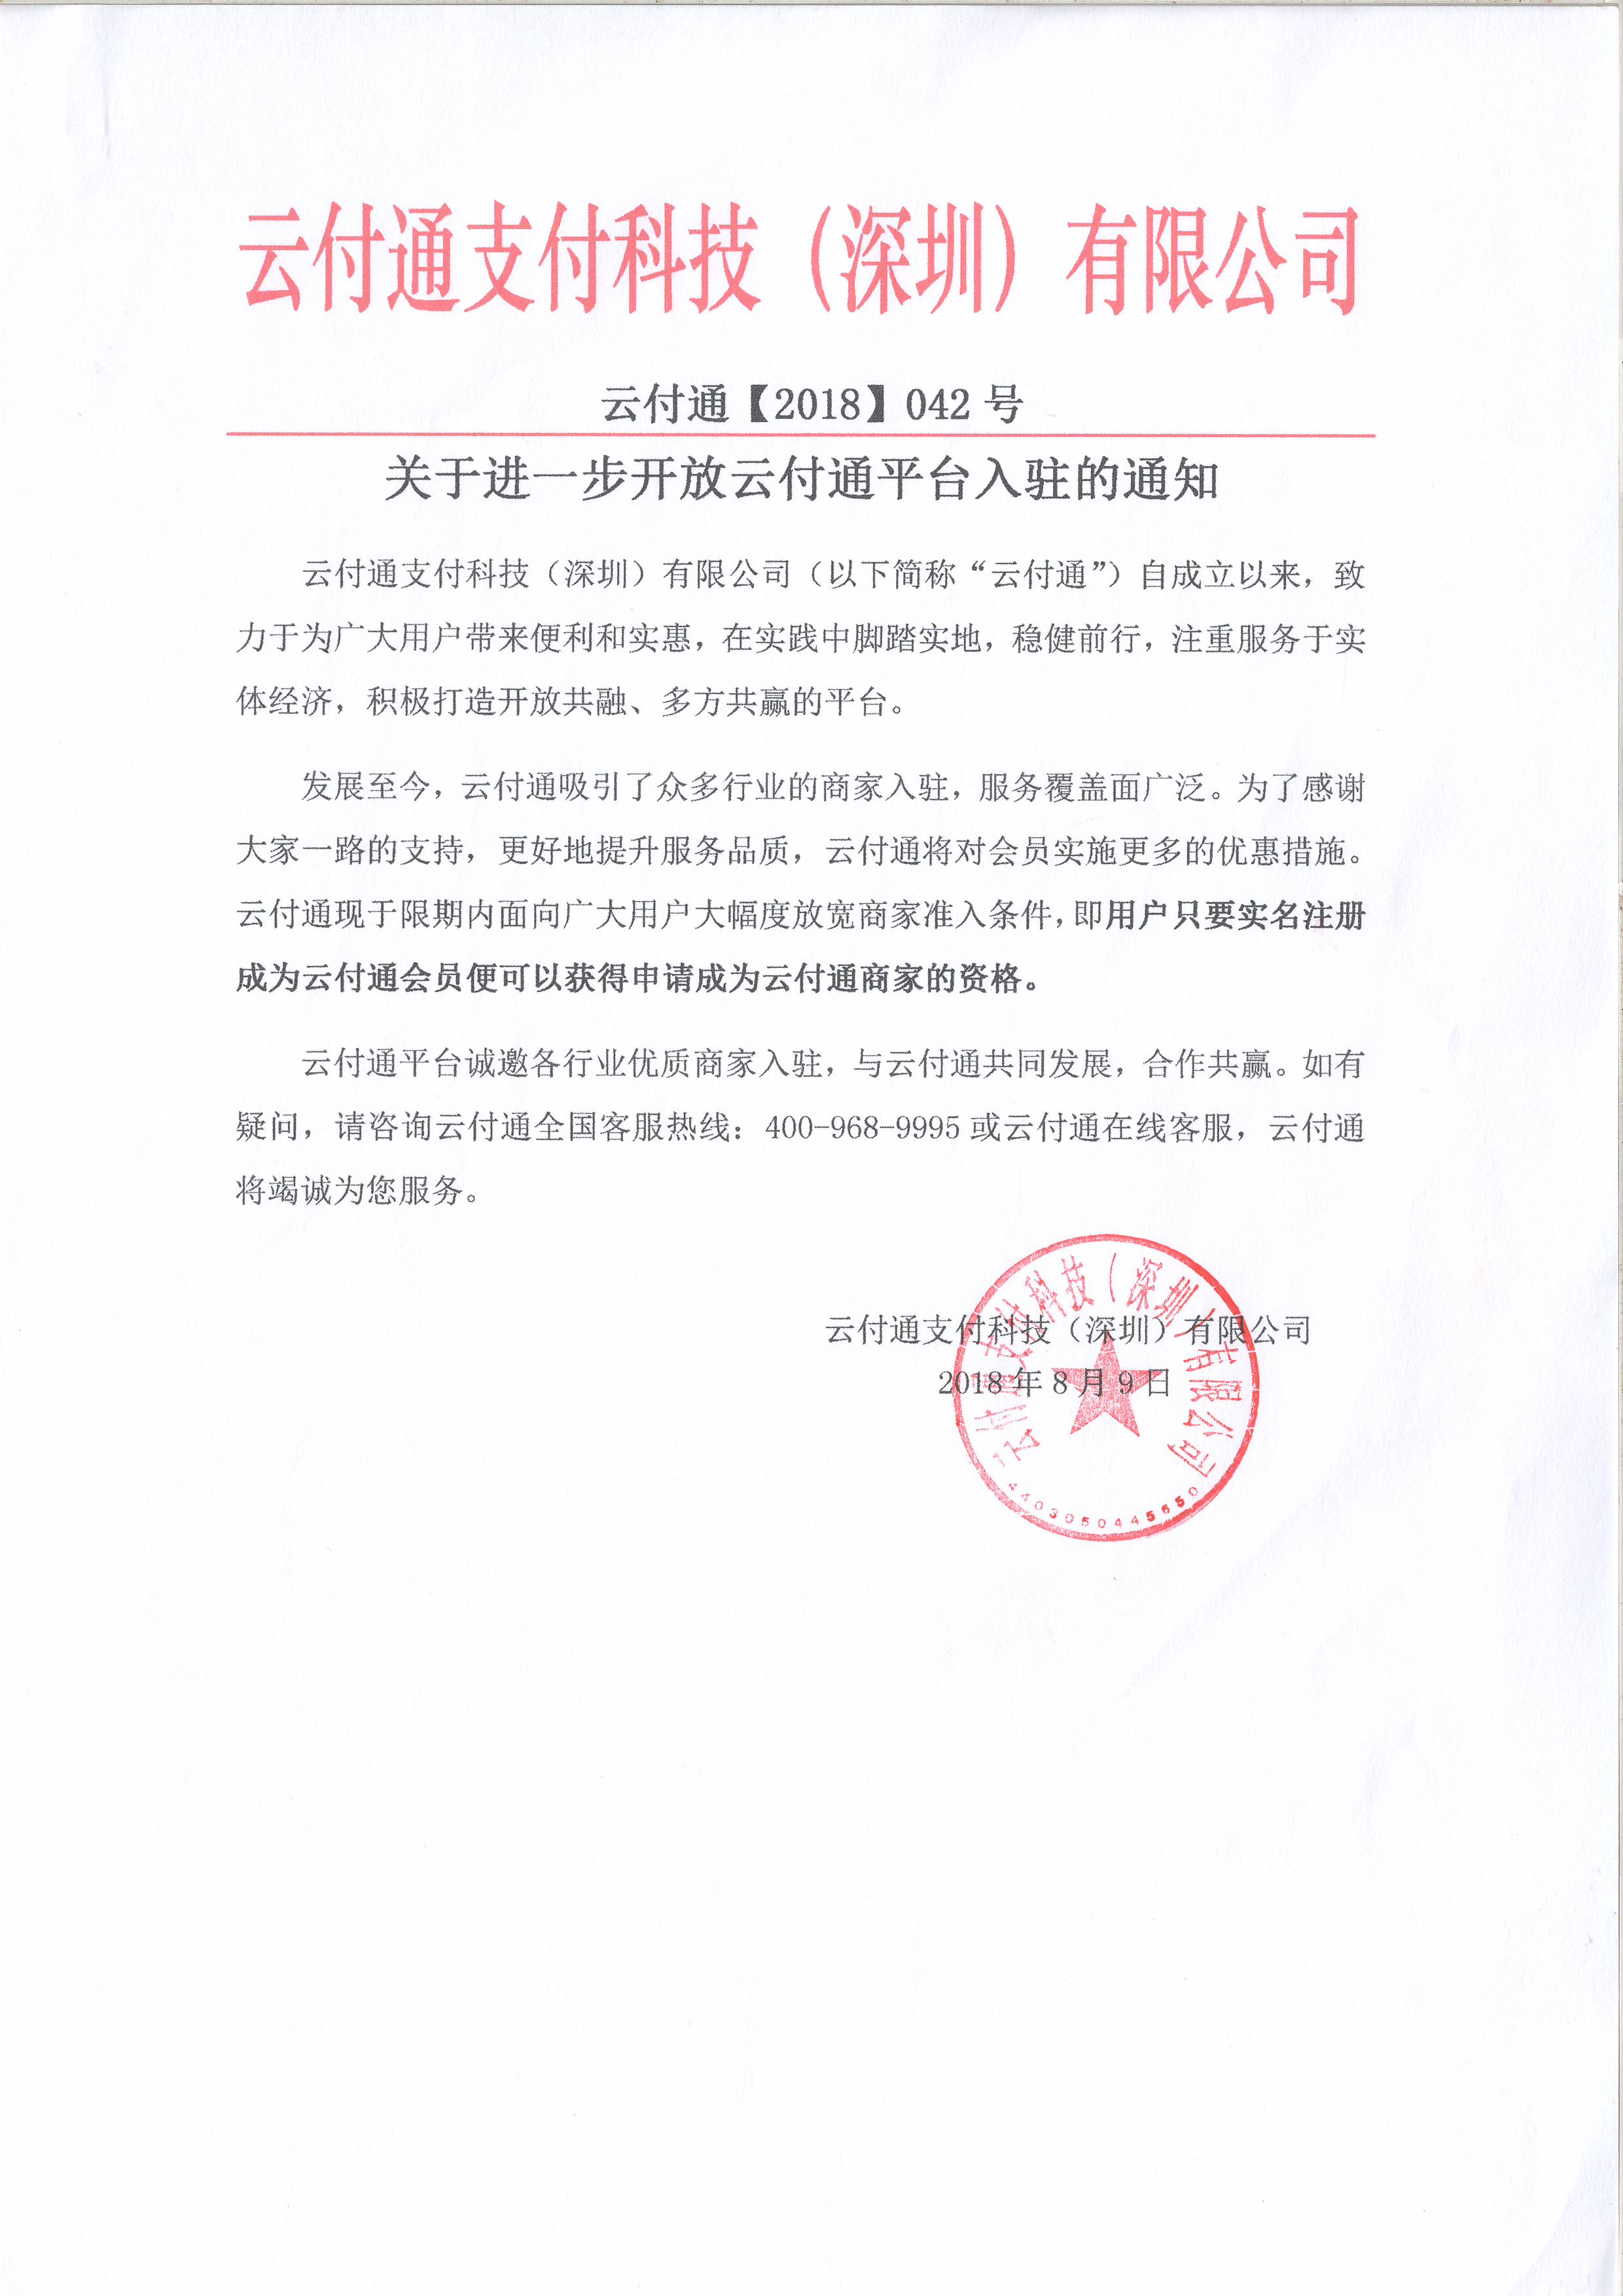 云付通支付科技（深圳）有限公司
云付通【2018】042 号
关于进一步开放云付通平台入驻的通知
云付通支付科技（深圳）有限公司（以下简称“云付通”）自成立以来，致
力于为广大用户带来便利和实惠，在实践中脚踏实地，稳健前行，注重服务于实
体经济，积极打造开放共融、多方共赢的平台。
发展至今，云付通吸引了众多行业的商家入驻，服务覆盖面广泛。为了感谢
大家一路的支持，更好地提升服务品质，云付通将对会员实施更多的优惠措施。
云付通现于限期内面向广大用户大幅度放宽商家准入条件，即用户只要实名注册
成为云付通会员便可以获得申请成为云付通商家的资格。
云付通平台诚邀各行业优质商家入驻，与云付通共同发展，合作共赢。如有
疑问，请咨询云付通全国客服热线：400-968-9995 或云付通在线客服，云付通
将竭诚为您服务。
云付通支付科技（深圳）有限公司
2018 年 8 月 9 日
云付通支付科技（深圳）有限公司
4403050445650